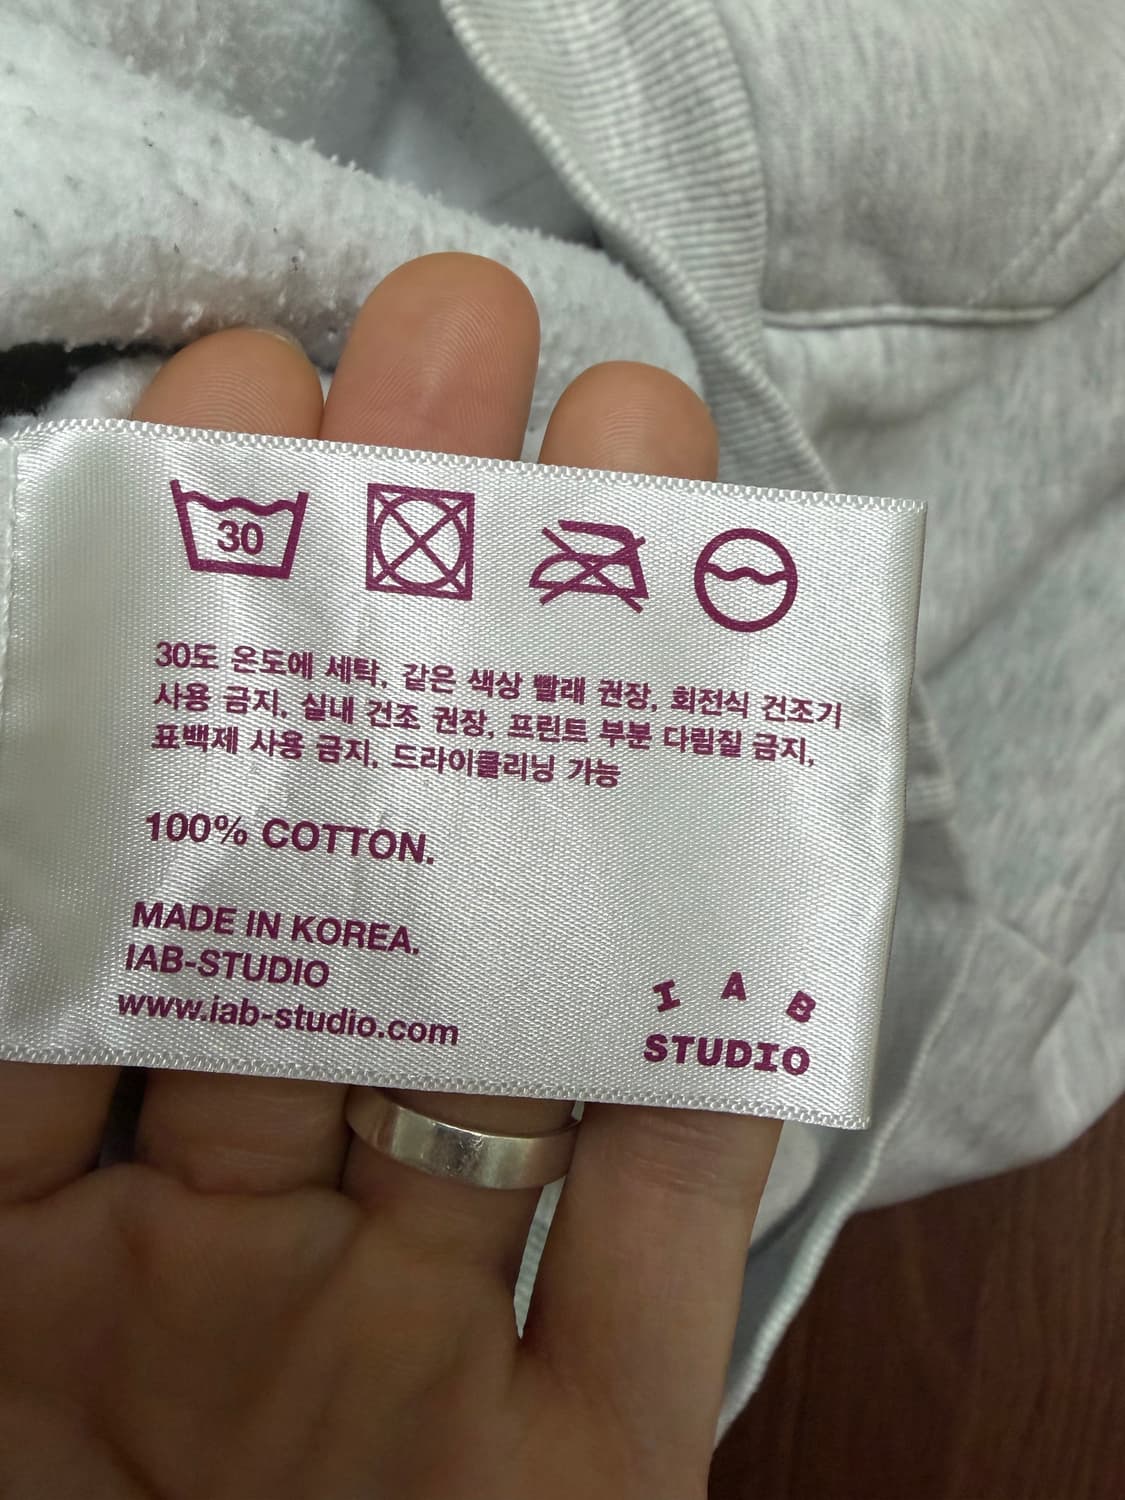 30
30도 온도에 세탁, 같은 색상 빨래 권장, 회전식 건조기
사용 금지, 실내 건조 권장, 프린트 부분 다림질 금지,
표백제 사용 금지, 드라이클리닝 가능
100% COTTON.
MADE IN KOREA.
IAB-STUDIO
www.iab-studio.com
I A B
STUDIO